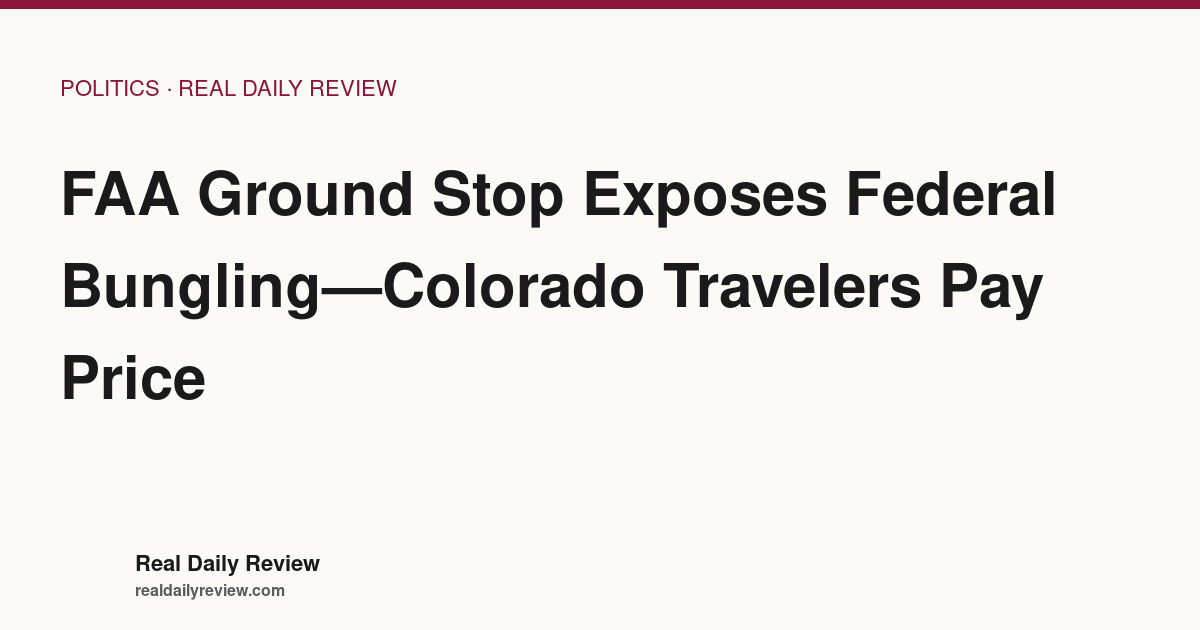 POLITICS · REAL DAILY REVIEW
FAA Ground Stop Exposes Federal
Bungling—Colorado Travelers Pay
Price
Real Daily Review
realdailyreview.com